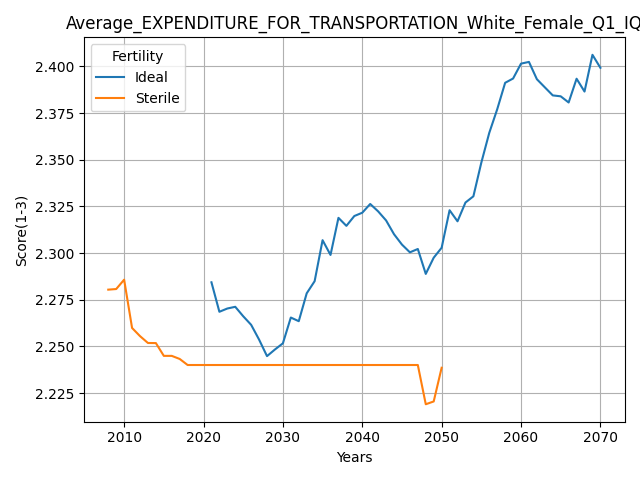 Average_EXPENDITURE_FOR_TRANSPORTATION_White_Female_Q1_IQ
Fertility
Ideal
Sterile
Score(1-3)
2.400
2.375
2.350
2.325
2.300
2.275
2.250
2.225
2010 2020 2030 2040 2050 2060 2070
Years